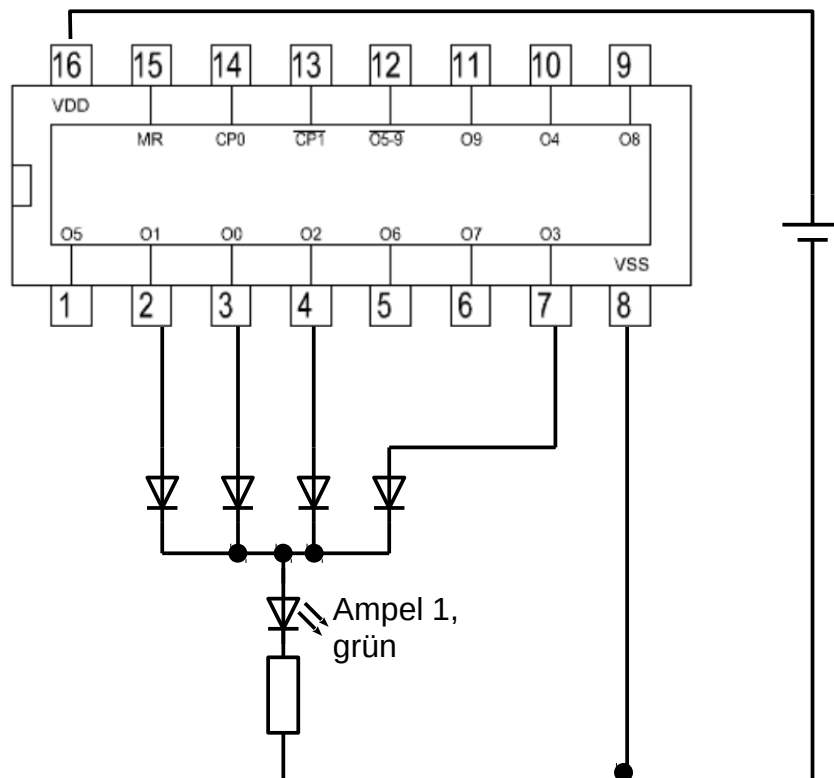 16 15 14 13 12 11 10 9
VDD
MR CP0 CP1 O5-9 O9 O4 O8
O5 O1 O0 O2 O6 O7 O3
VSS
1 2 3 4 5 6 7 8
Ampel 1,
grün